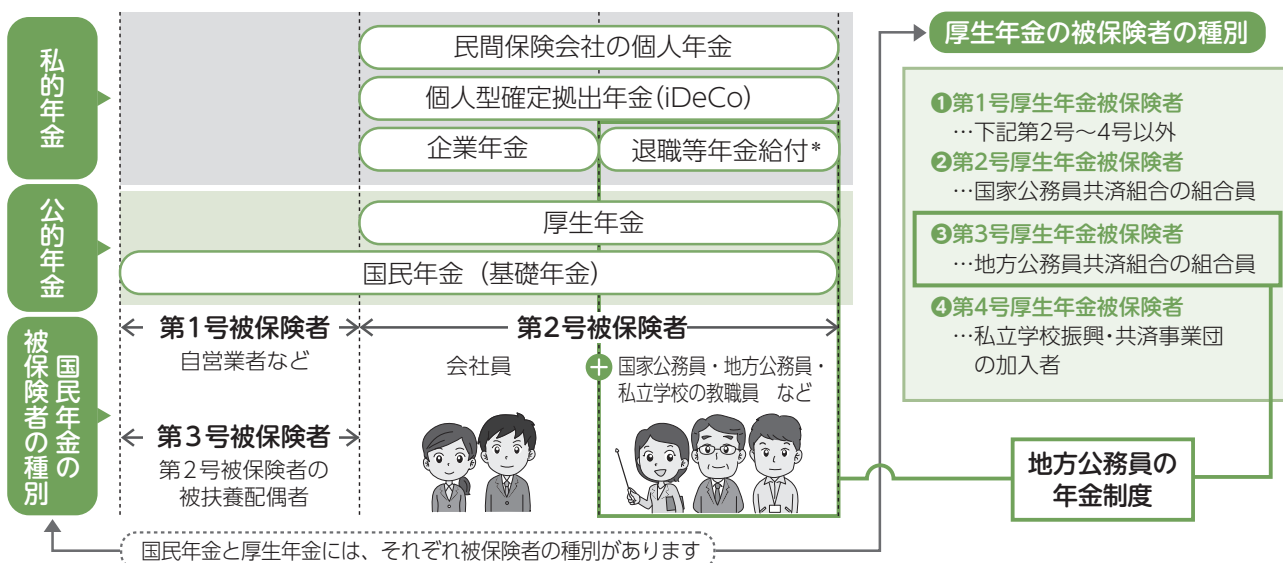 私的年金
民間保険会社の個人年金
個人型確定拠出年金(iDeCo)
企業年金
退職等年金給付*
公的年金
厚生年金
国民年金（基礎年金）
国民年金の
被保険者の種別
第1号被保険者
自営業者など
第3号被保険者
第2号被保険者の
被扶養配偶者
第2号被保険者
会社員
+
国家公務員・地方公務員・
私立学校の教職員 など
国民年金と厚生年金には、それぞれ被保険者の種別があります
厚生年金の被保険者の種別
❶第1号厚生年金被保険者
…下記第2号～4号以外
❷第2号厚生年金被保険者
…国家公務員共済組合の組合員
❸第3号厚生年金被保険者
…地方公務員共済組合の組合員
❹第4号厚生年金被保険者
…私立学校振興・共済事業団
の加入者
地方公務員の
年金制度